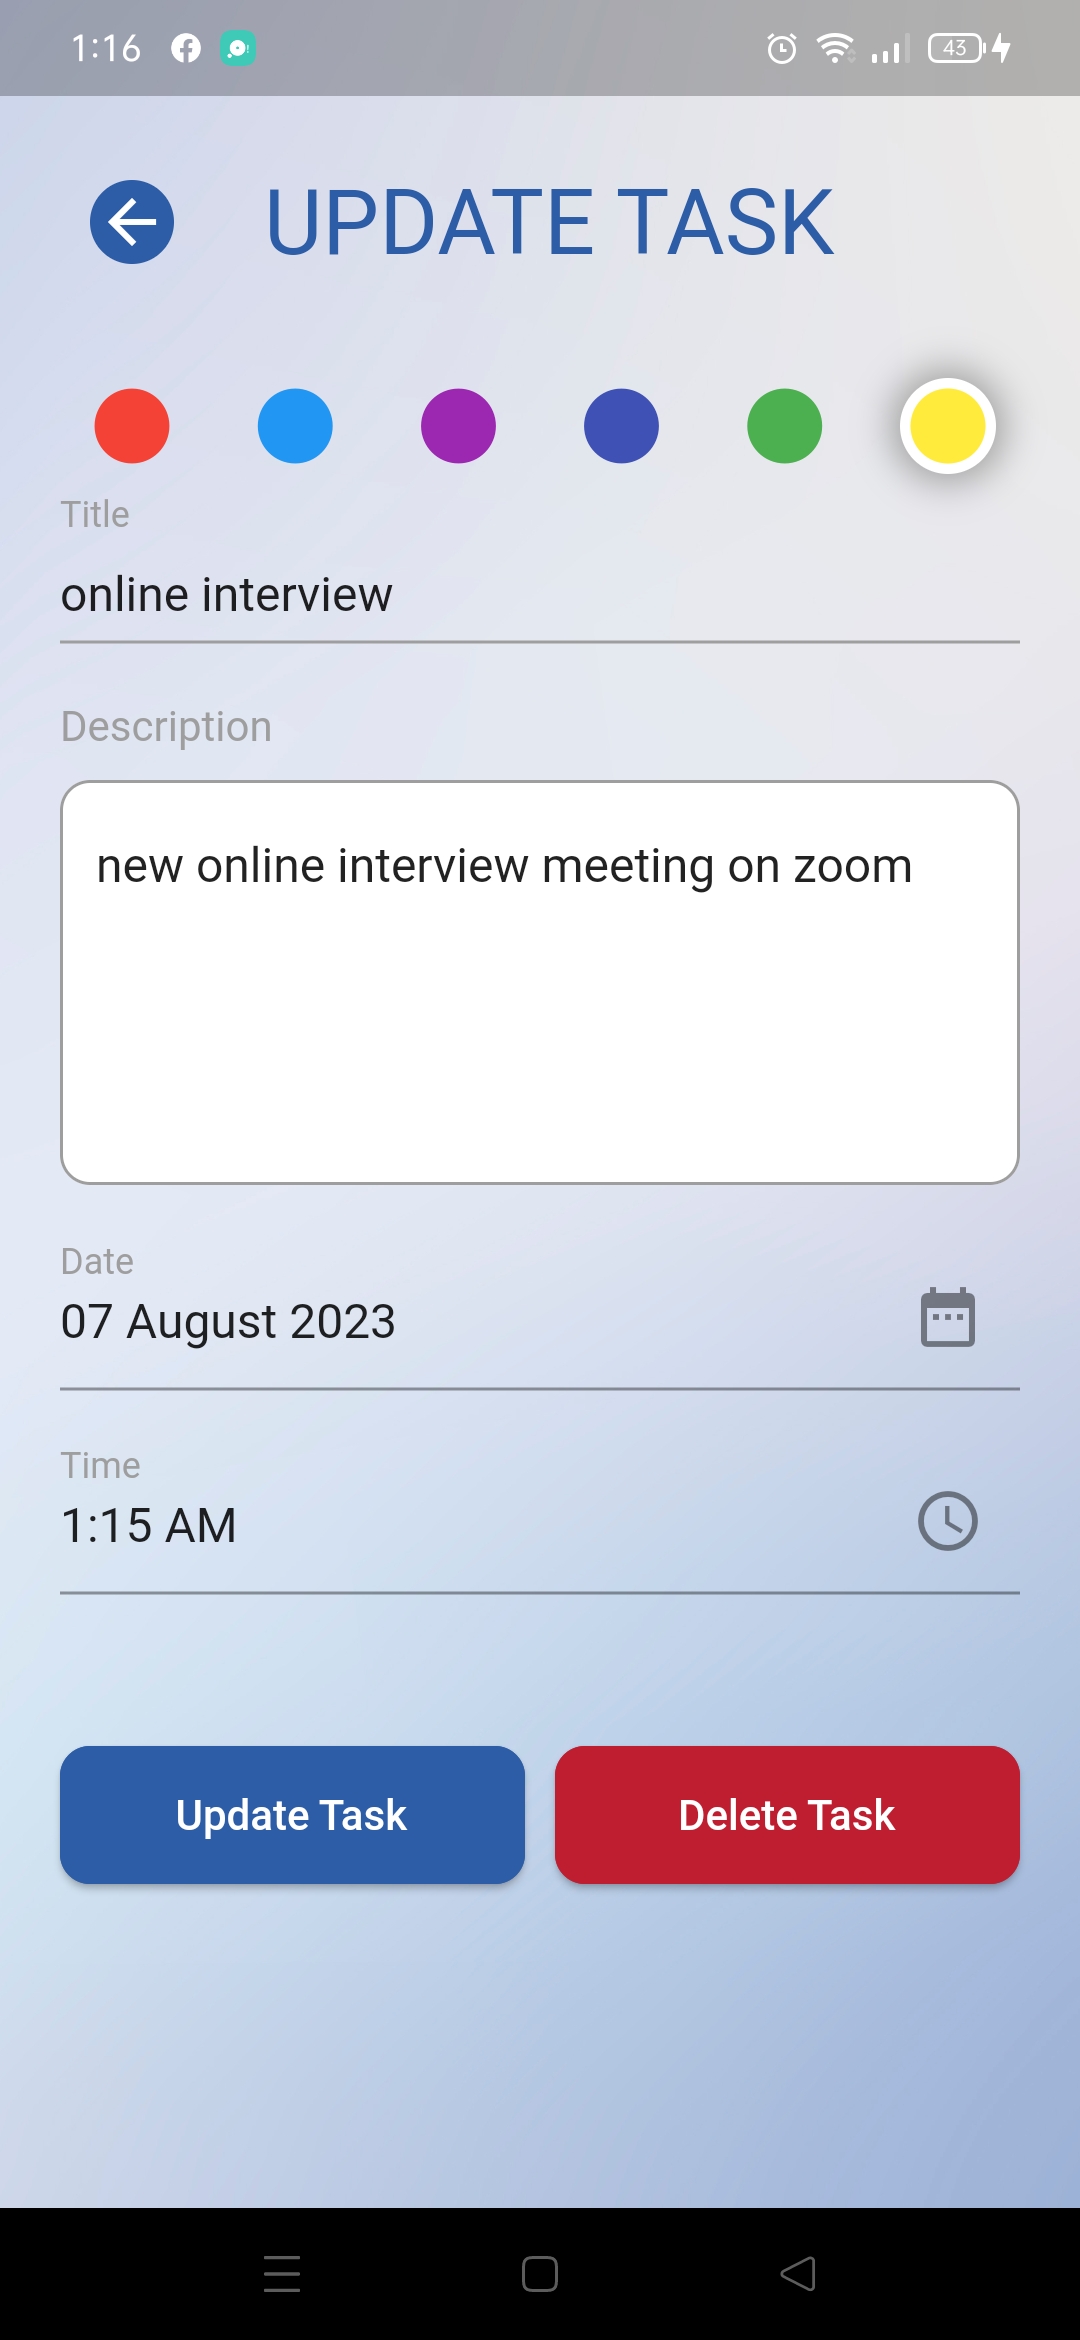 1:16
43
UPDATE TASK
Title
online interview
Description
new online interview meeting on zoom
Date
07 August 2023
Time
1:15 AM
Update Task
Delete Task